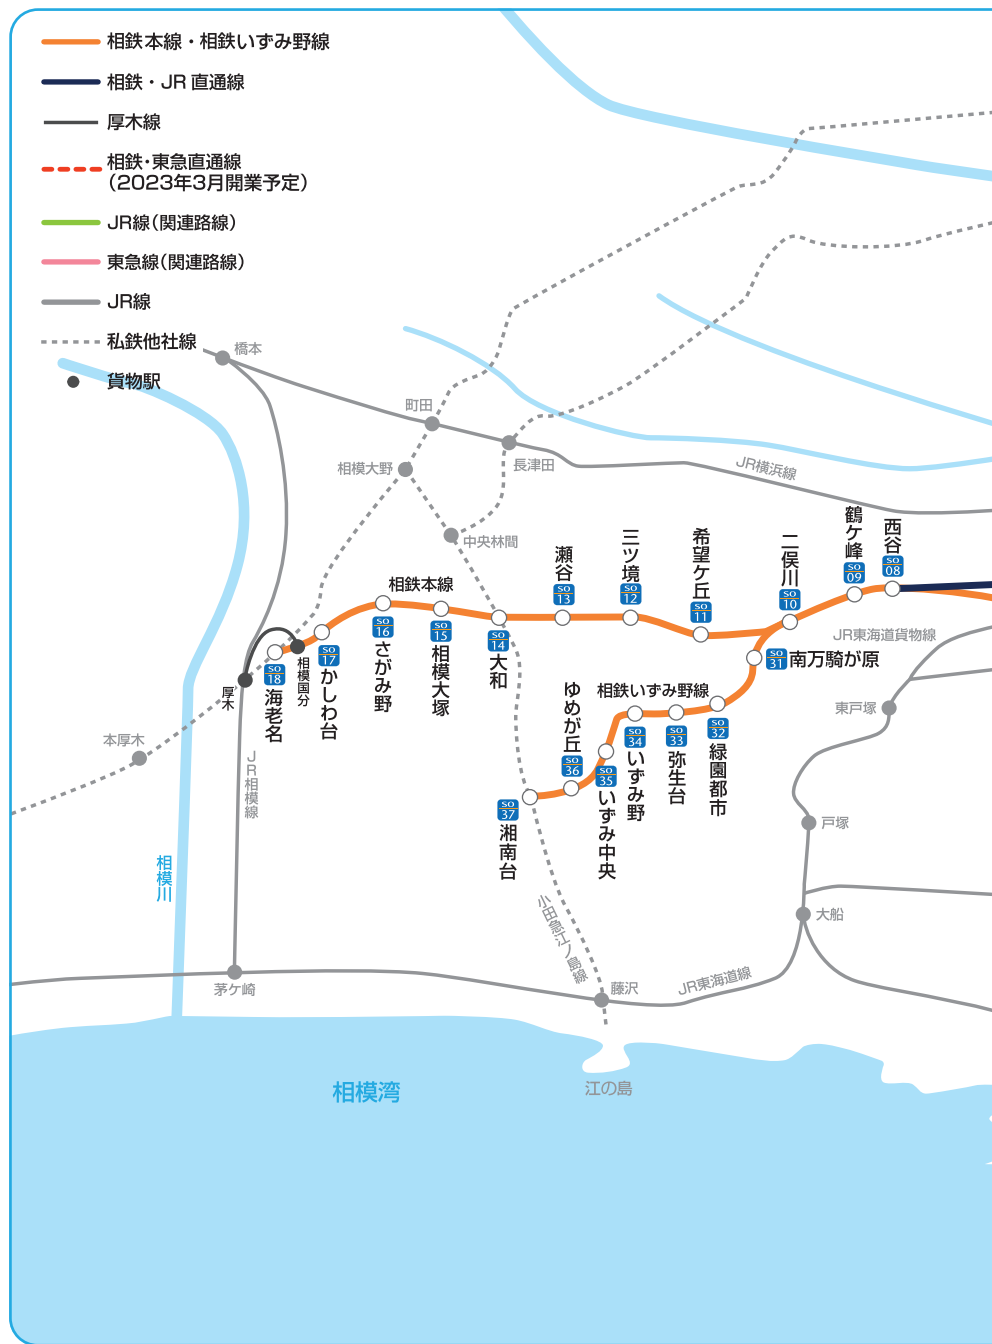 相鉄本線・相鉄いずみ野線
相鉄・JR 直通線
厚木線
相鉄・東急直通線
（2023年3月開業予定）
JR線（関連路線）
東急線（関連路線）
JR線
私鉄他社線
貨物駅
橋本
町田
相模大野
長津田
JR横浜線
中央林間
相鉄本線
瀬谷
SO
13
三ツ境
SO
12
希望ケ丘
SO
11
二俣川
SO
10
鶴ケ峰
SO
09
西谷
SO
08
JR東海道貨物線
SO
31
南万騎が原
厚木
SO
18
海老名
相模国分
SO
17
かしわ台
SO
16
さがみ野
SO
15
相模大塚
SO
14
大和
相鉄いずみ野線
ゆめが丘
SO
36
SO
35
いずみ中央
SO
34
いずみ野
SO
33
弥生台
SO
32
緑園都市
SO
37
湘南台
東戸塚
本厚木
JR相模線
戸塚
相模川
大船
小田急江ノ島線
茅ケ崎
藤沢
JR東海道線
相模湾
江の島